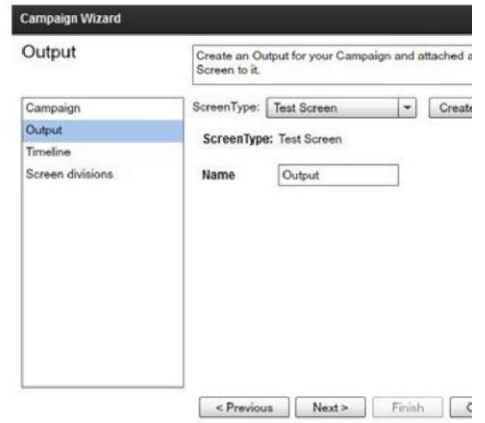 Campaign Wizard
Output
Create an Output for your Campaign and attached
Screen to it.
Campaign
Output
Timeline
Screen divisions
ScreenType: Test Screen Create
ScreenType: Test Screen
Name Output
< Previous Next > Finish